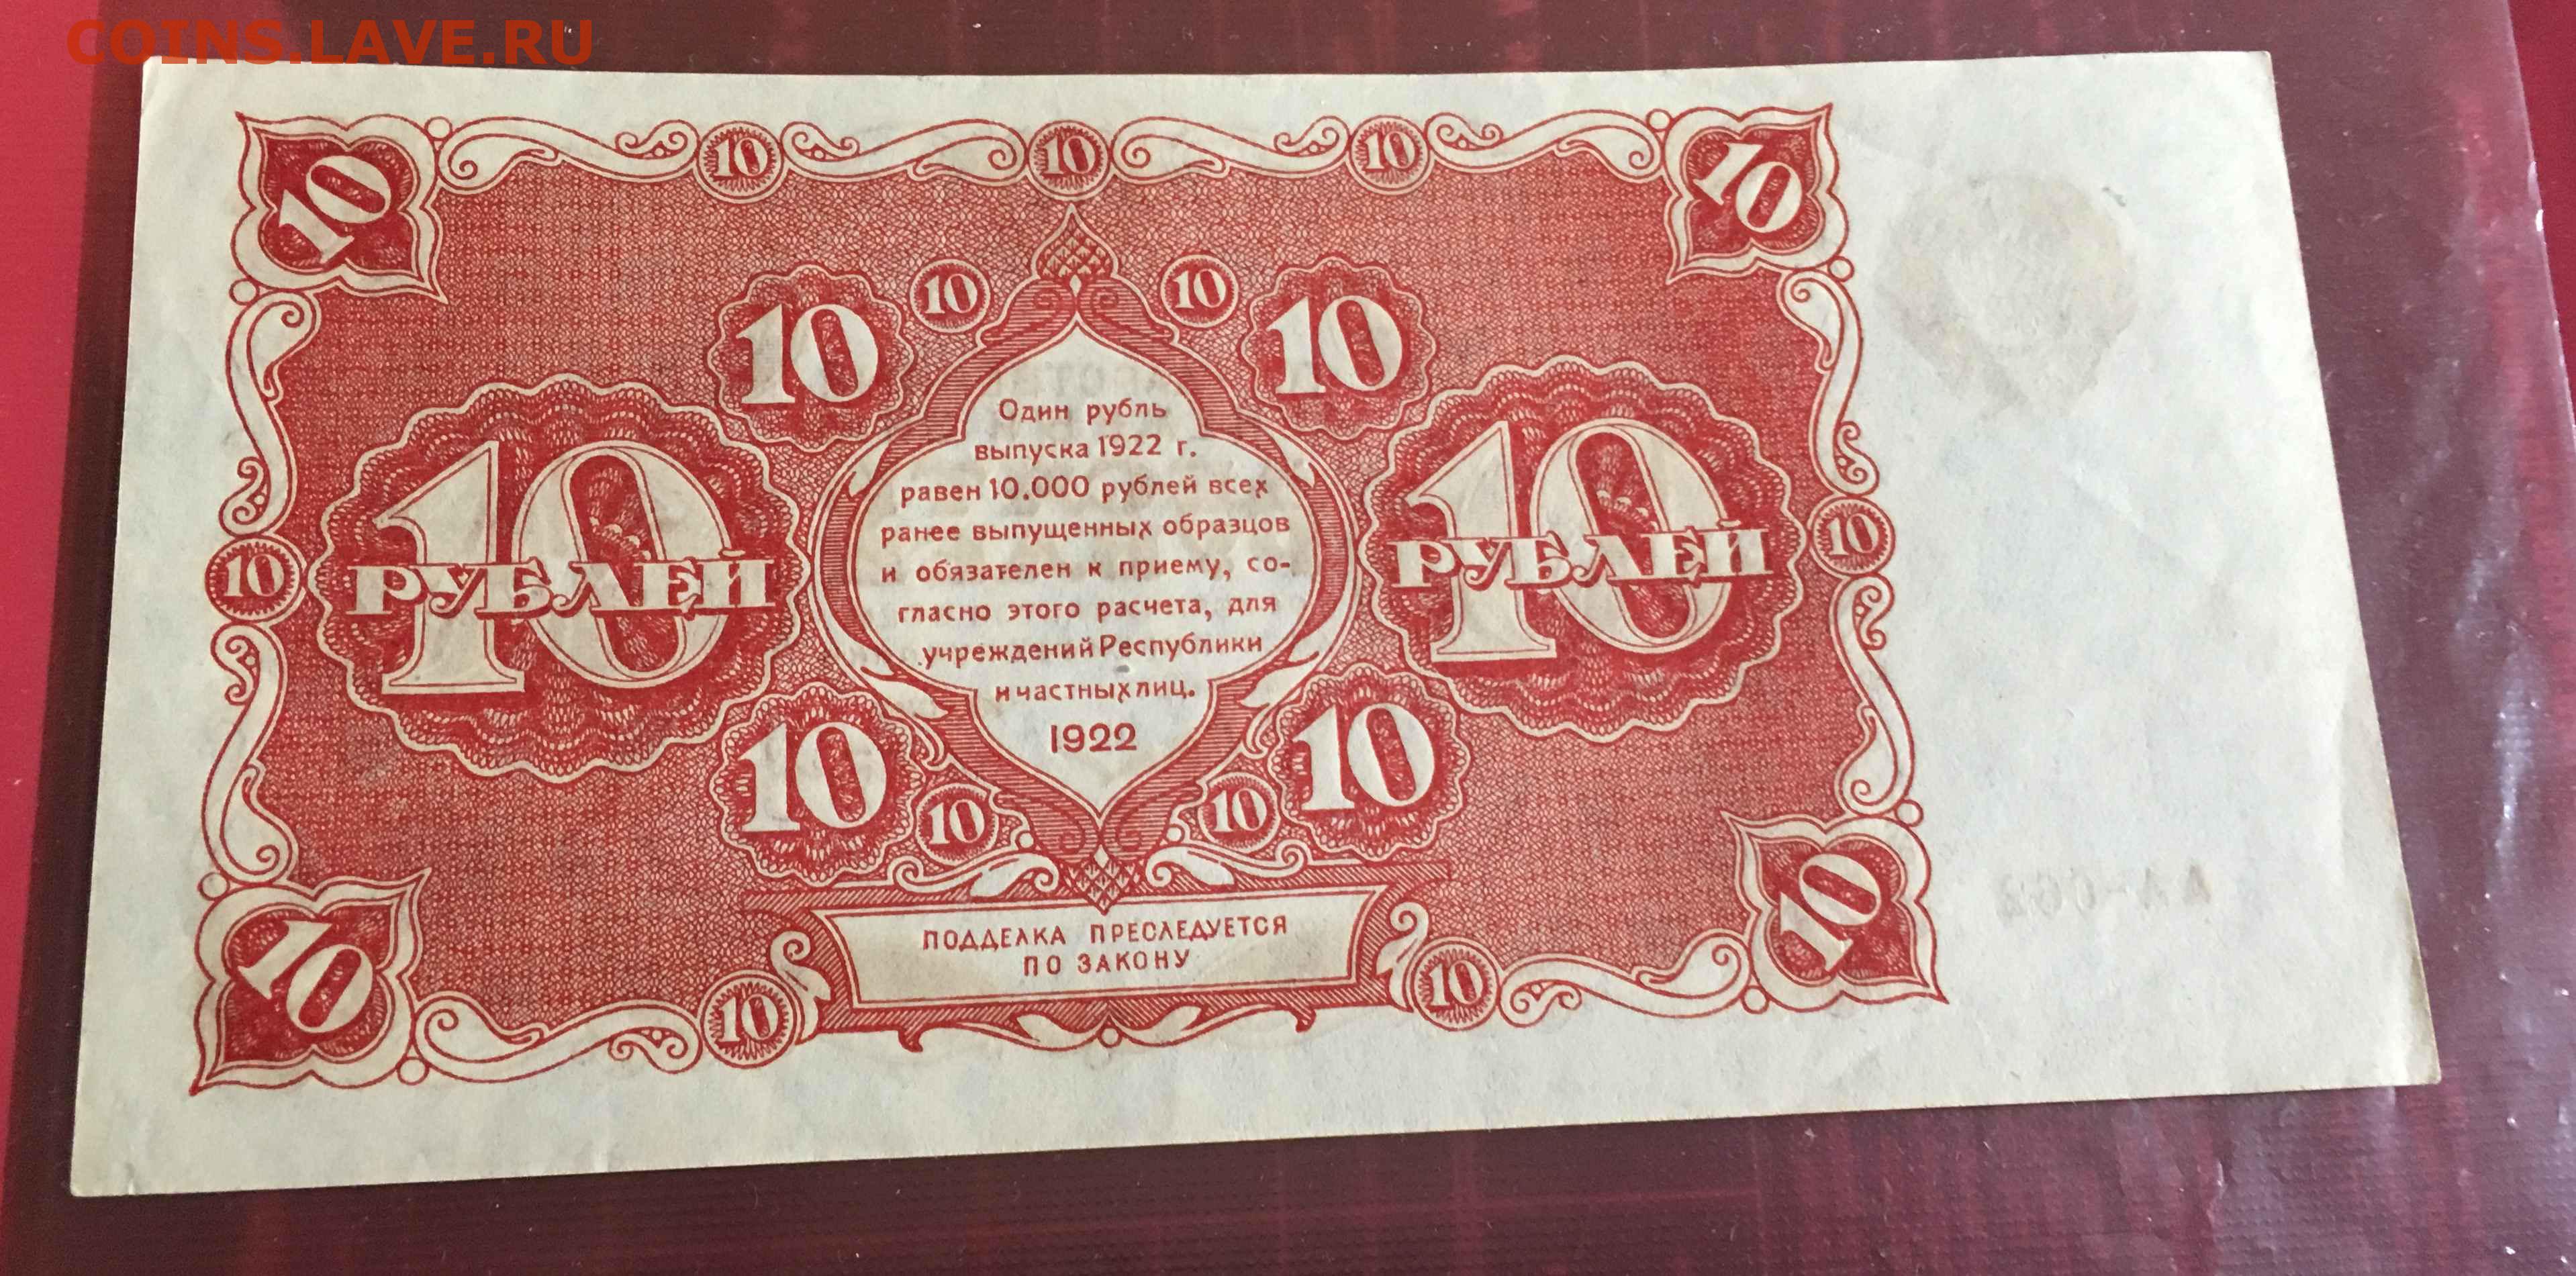 COINS.LAVE.RU
10 10 10 10 10
10 10 10 10
Один рубль
выпуска 1922 г.
равен 10.000 рублей всех
ранее выпущенных образцов
и обязателен к приему, со-
гласно этого расчета, для
учреждений Республики
и частных лиц.
1922
10 10 РУБЛЕЙ 10 РУБЛЕЙ 10
10 10 10 10
ПОДДЕЛКА ПРЕСЛЕДУЕТСЯ
ПО ЗАКОНУ
10 10 10 10